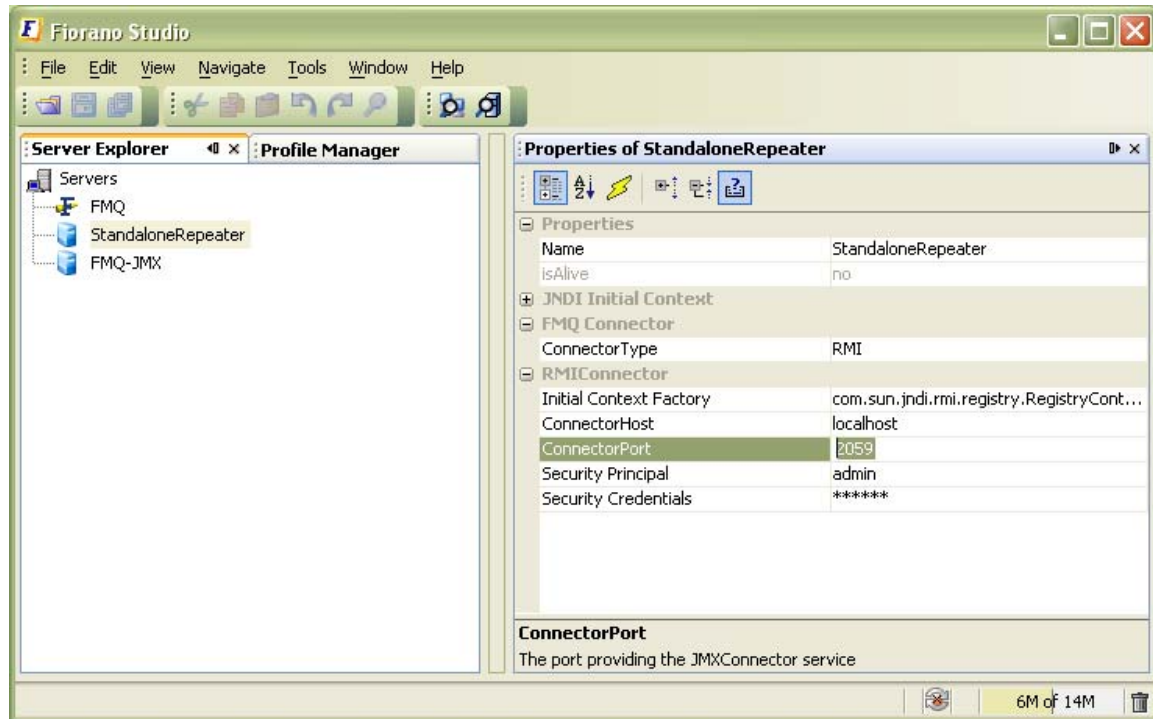 Fiorano Studio
File Edit View Navigate Tools Window Help
Server Explorer
Profile Manager
Servers
FMQ
StandaloneRepeater
FMQ-JMX
Properties of StandaloneRepeater
Properties
Name StandaloneRepeater
isAlive no
JNDI Initial Context
FMQ Connector
ConnectorType RMI
RMIConnector
Initial Context Factory com.sun.jndi.rmi.registry.RegistryCont...
ConnectorHost localhost
ConnectorPort 2059
Security Principal admin
Security Credentials ******
ConnectorPort
The port providing the JMXConnector service
6M of 14M